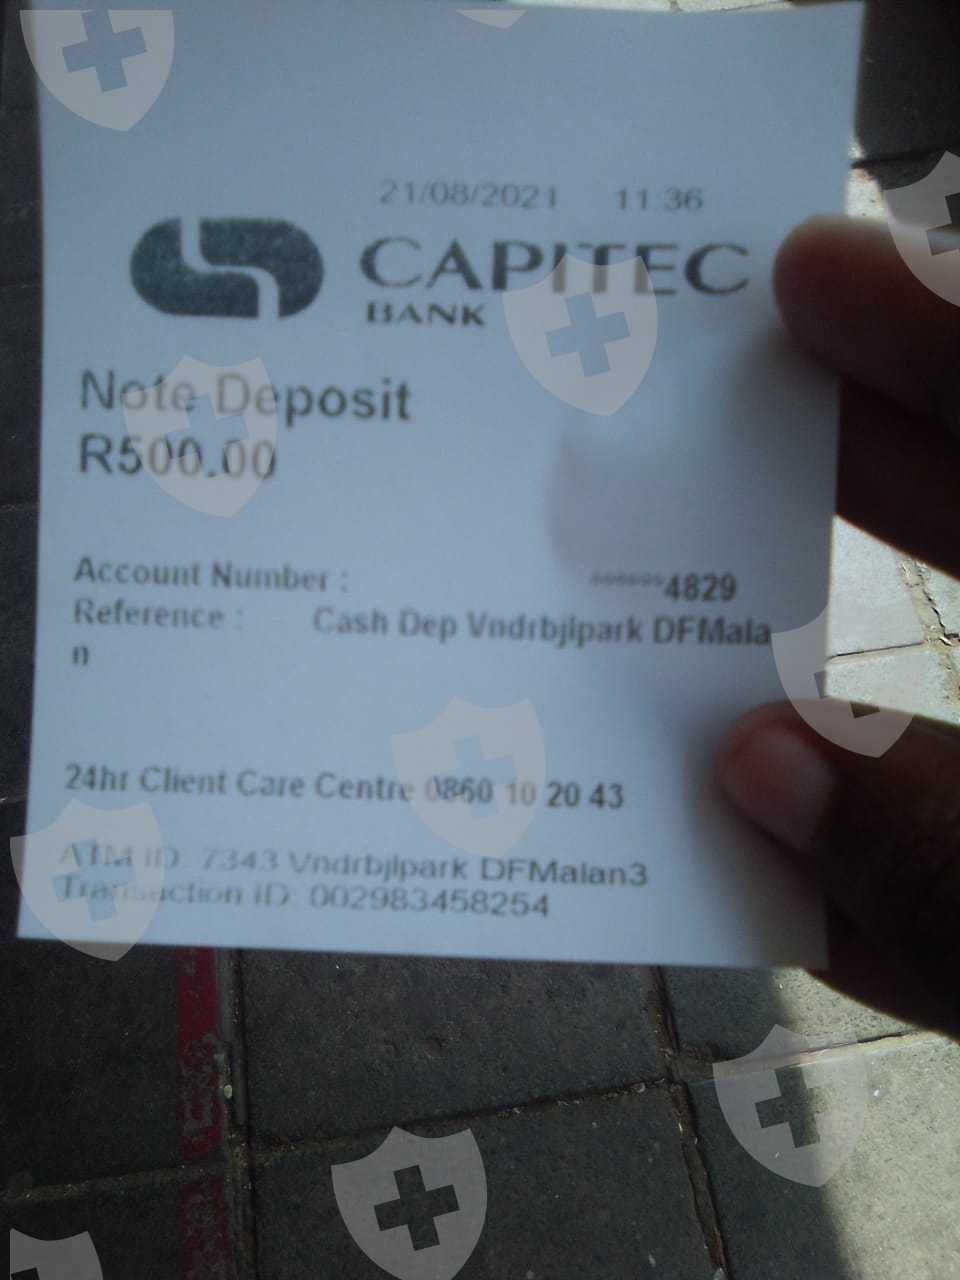 21/08/2021 11:36
CAPITEC
BANK
Note Deposit
R500.00
Account Number : *******4829
Reference : Cash Dep Vndrbjlpark DFMala
n
24hr Client Care Centre 0860 10 20 43
ATM ID: 7343 Vndrbjlpark DFMalan3
Transaction ID: 002983458254